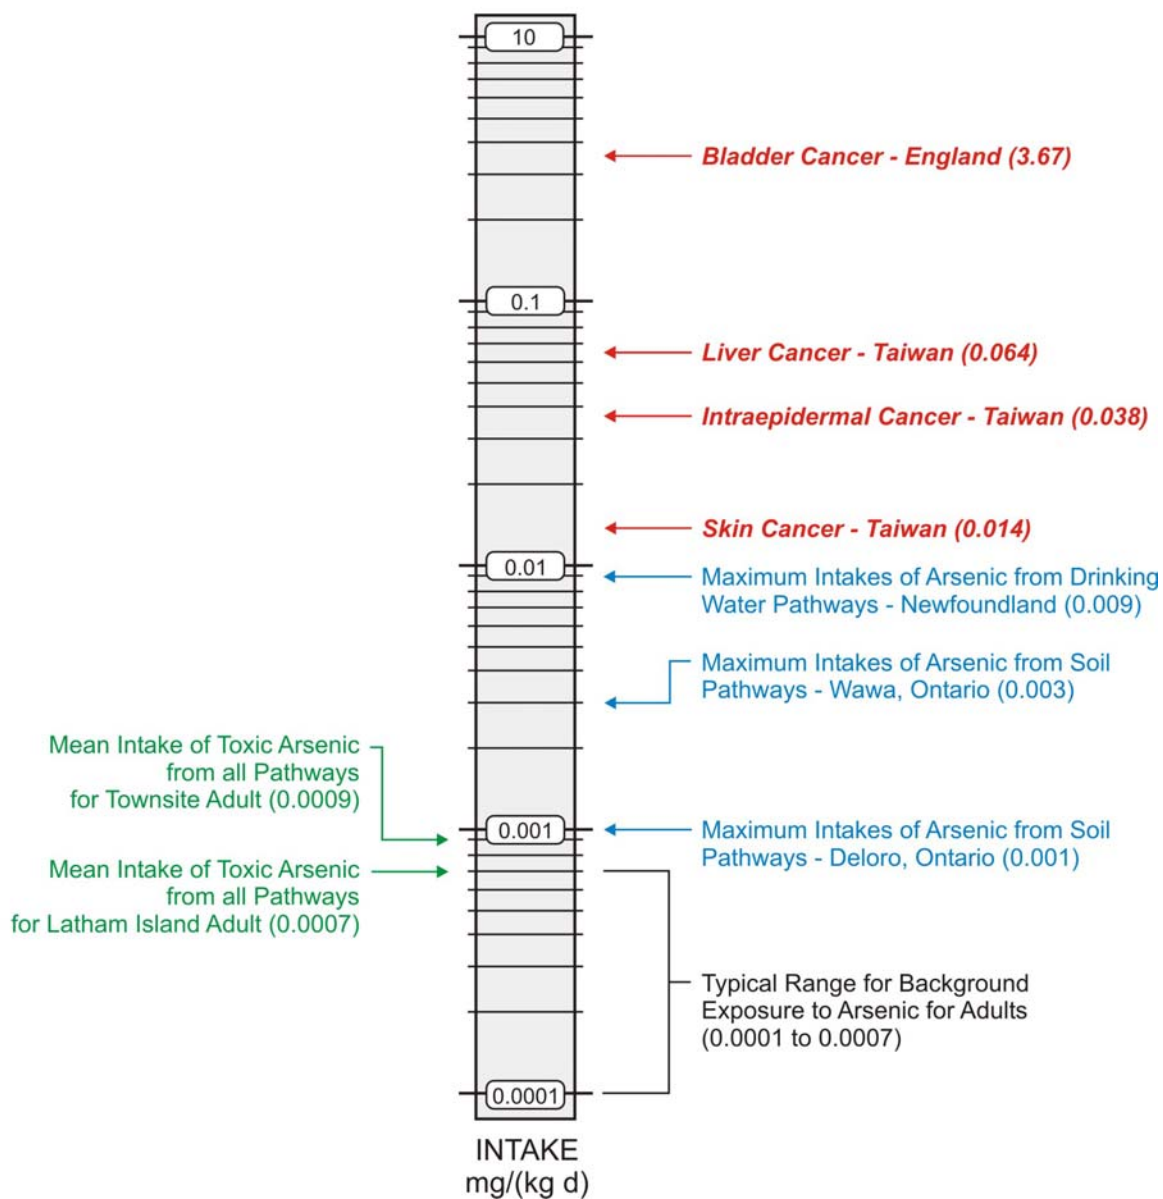 10
Bladder Cancer - England (3.67)
0.1
Liver Cancer - Taiwan (0.064)
Intraepidermal Cancer - Taiwan (0.038)
Skin Cancer - Taiwan (0.014)
0.01
Maximum Intakes of Arsenic from Drinking
Water Pathways - Newfoundland (0.009)
Maximum Intakes of Arsenic from Soil
Pathways - Wawa, Ontario (0.003)
Mean Intake of Toxic Arsenic
from all Pathways
for Townsite Adult (0.0009)
0.001
Maximum Intakes of Arsenic from Soil
Pathways - Deloro, Ontario (0.001)
Mean Intake of Toxic Arsenic
from all Pathways
for Latham Island Adult (0.0007)
Typical Range for Background
Exposure to Arsenic for Adults
(0.0001 to 0.0007)
0.0001
INTAKE
mg/(kg d)